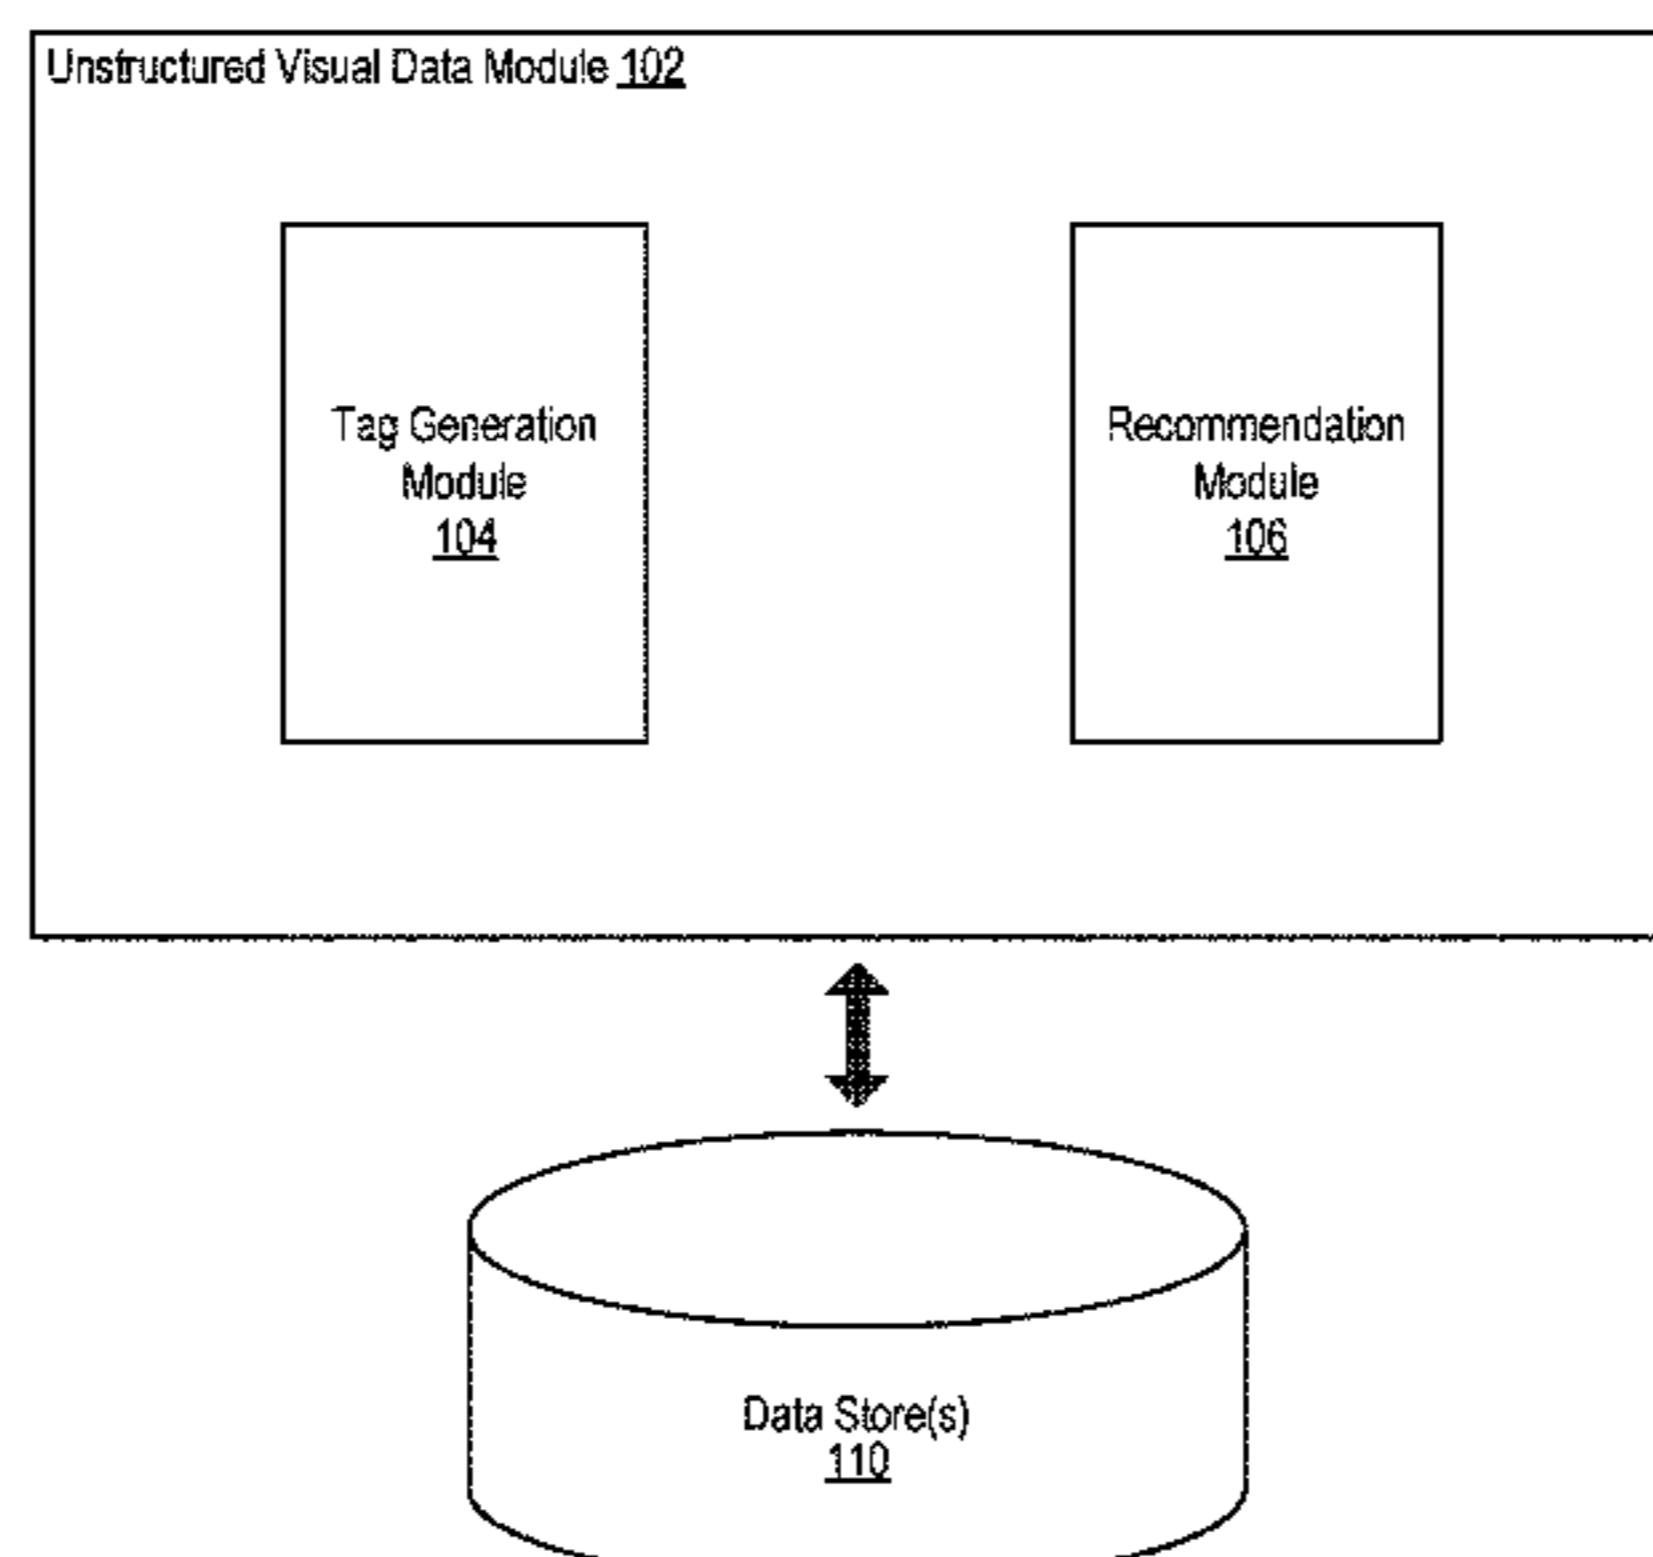 Unstructured Visual Data Module 102
Tag Generation
Module
104
Recommendation
Module
106
Data Store(s)
110